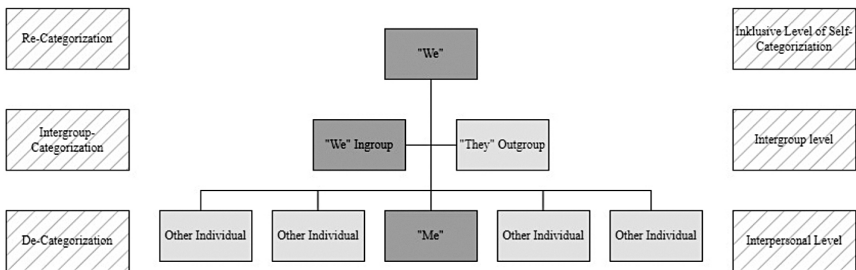 Re-Categorization
"We"
Inklusive Level of Self-
Categoriziation
Intergroup-
Categorization
"We" Ingroup
"They" Outgroup
Intergroup level
De-Categorization
Other Individual
Other Individual
"Me"
Other Individual
Other Individual
Interpersonal Level